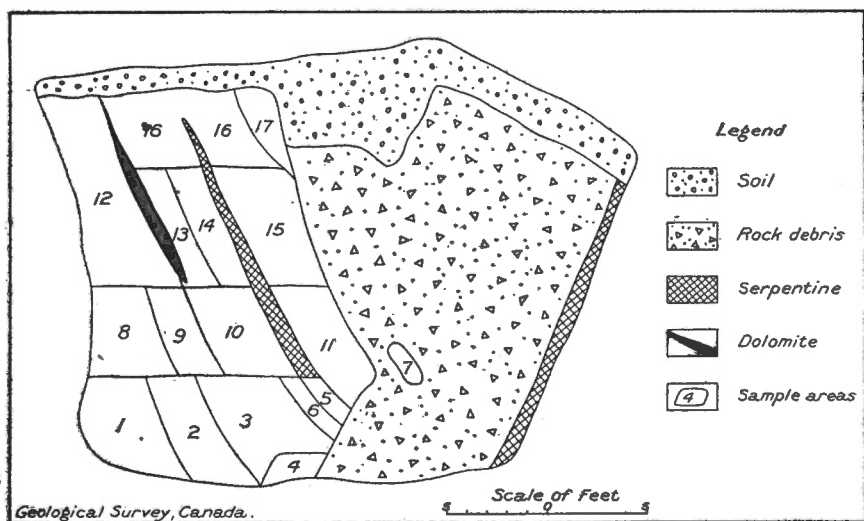 16 16 17
12
13 14 15
8 9 10 11
7
1 2 3 6 5
4
Legend
Soil
Rock debris
Serpentine
Dolomite
4 Sample areas
Scale of Feet
5 0 5
Geological Survey, Canada.